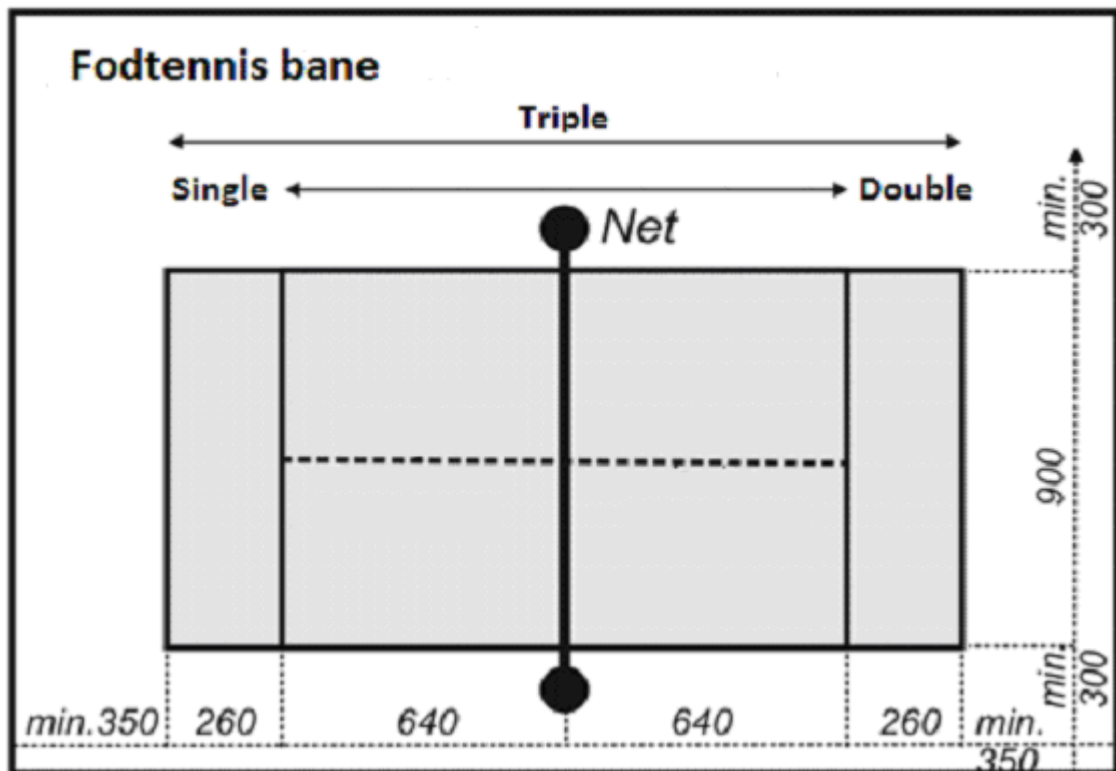 Fodtennis bane
Triple
Single
Double
Net
min.
300
900
min.
300
min.350
260
640
640
260
min.
350